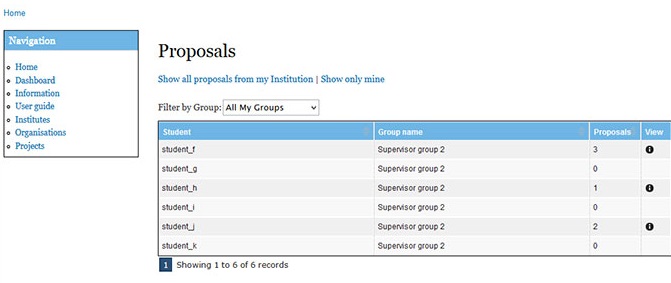 Home
Navigation
Home
Dashboard
Information
User guide
Institutes
Organisations
Projects
Proposals
Show all proposals from my Institution | Show only mine
Filter by Group: All My Groups
Student Group name Proposals View
student_f Supervisor group 2 3
student_g Supervisor group 2 0
student_h Supervisor group 2 1
student_i Supervisor group 2 0
student_j Supervisor group 2 2
student_k Supervisor group 2 0
1 Showing 1 to 6 of 6 records